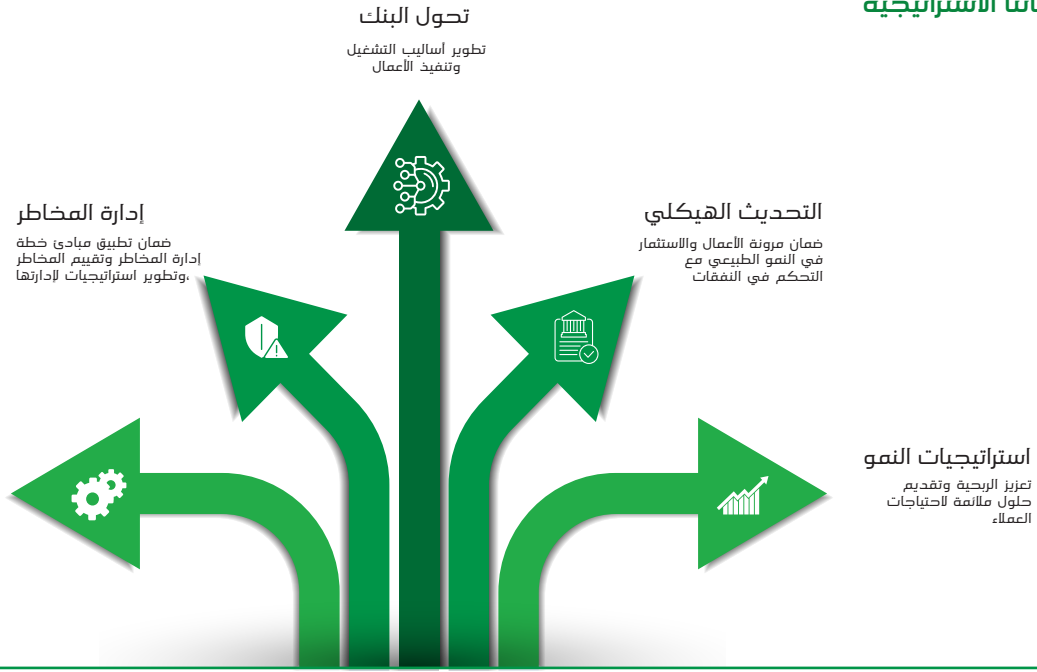 الاستراتيجية
تحول البنك
تطوير أساليب التشغيل
وتنفيذ الأعمال
التحديث الهيكلي
ضمان مرونة الأعمال والاستثمار
في النمو الطبيعي مع
التحكم في النفقات
إدارة المخاطر
ضمان تطبيق مبادئ خطة
إدارة المخاطر وتقييم المخاطر
وتطوير استراتيجيات لإدارتها،
استراتيجيات النمو
تعزيز الربحية وتقديم
حلول ملائمة لاحتياجات
العملاء